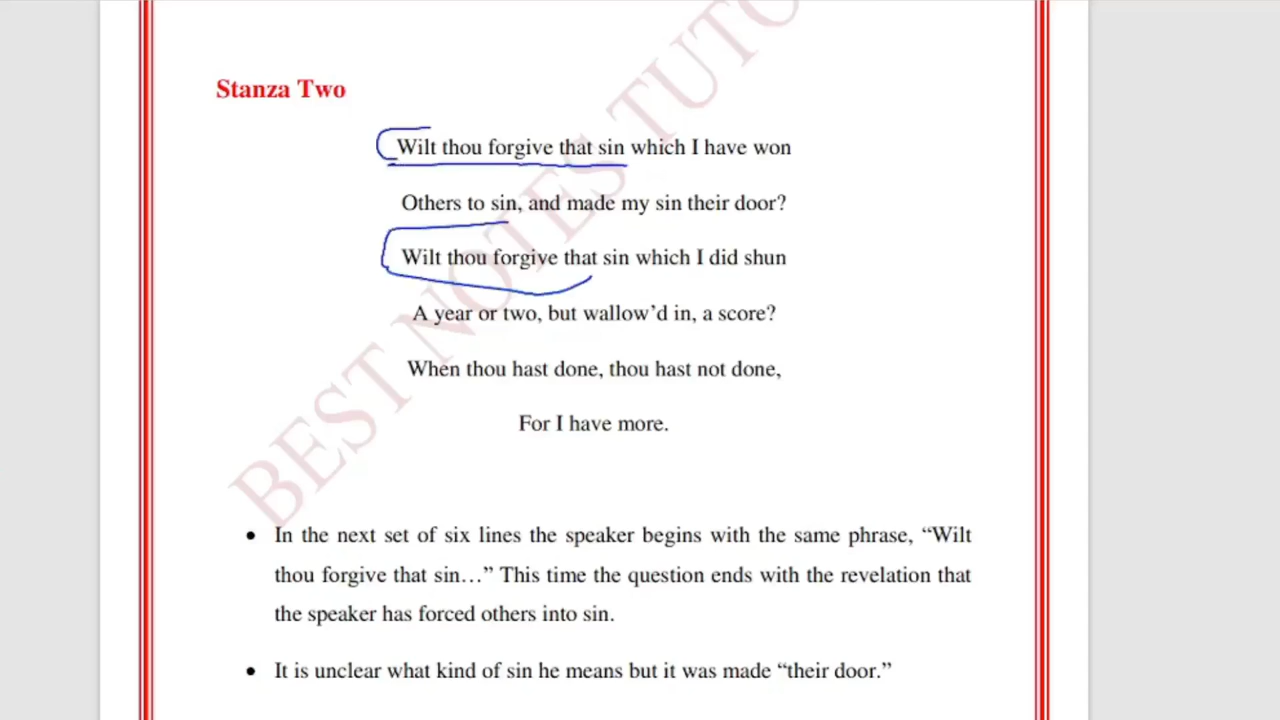 Stanza Two
Wilt thou forgive that sin which I have won
Others to sin, and made my sin their door?
Wilt thou forgive that sin which I did shun
A year or two, but wallow’d in, a score?
When thou hast done, thou hast not done,
For I have more.
• In the next set of six lines the speaker begins with the same phrase, “Wilt
thou forgive that sin…” This time the question ends with the revelation that
the speaker has forced others into sin.
• It is unclear what kind of sin he means but it was made “their door.”
BEST NOTES TUTO